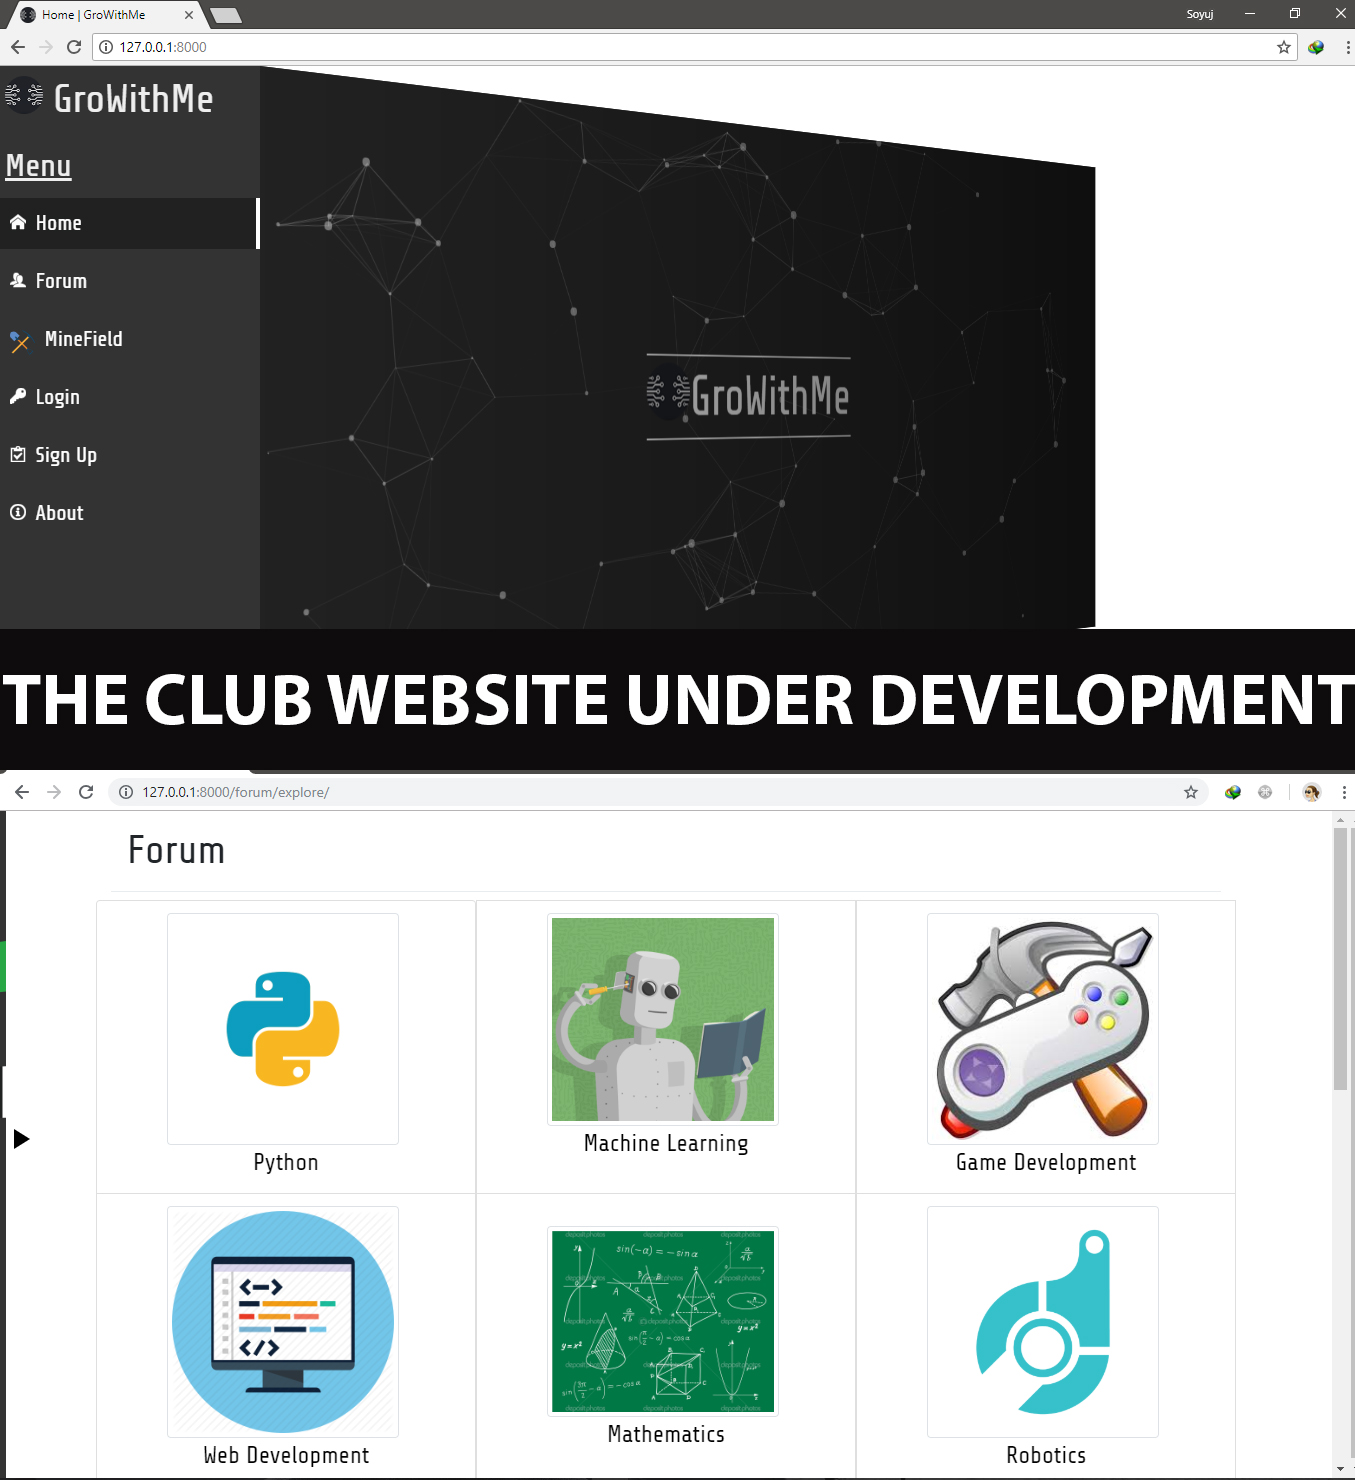 Home | GroWithMe
Soyuj
127.0.0.1:8000
GroWithMe
Menu
Home
Forum
MineField
Login
Sign Up
About
GroWithMe
THE CLUB WEBSITE UNDER DEVELOPMENT
127.0.0.1:8000/forum/explore/
Forum
Python
Machine Learning
Game Development
Web Development
Mathematics
Robotics